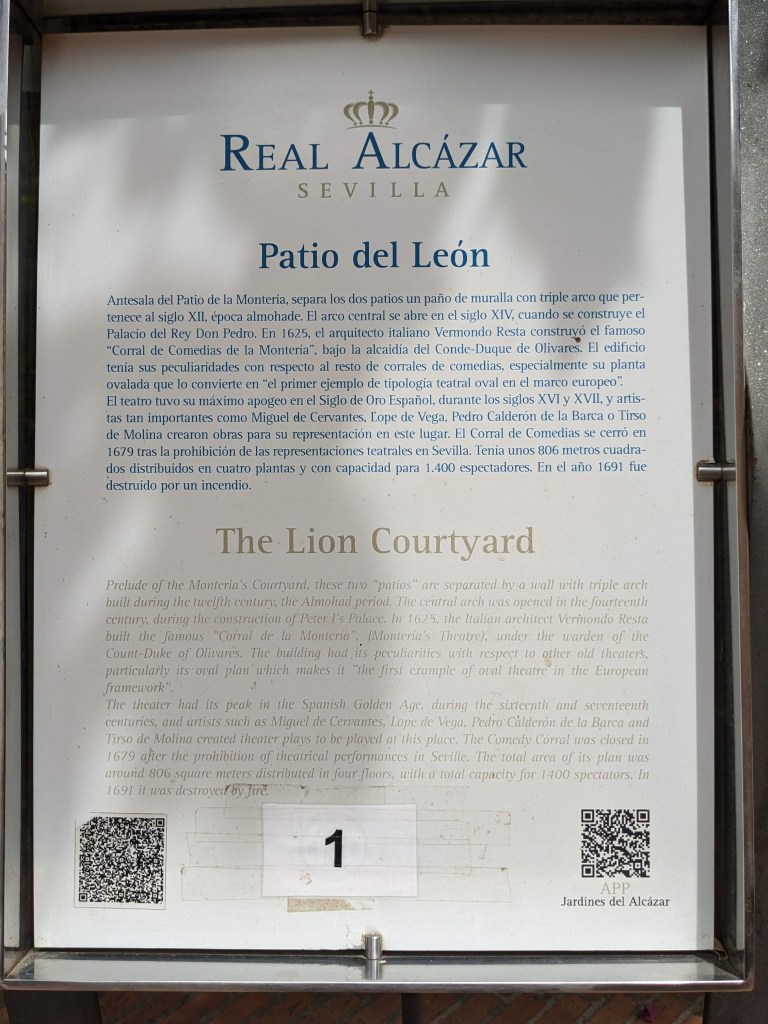 REAL ALCÁZAR
SEVILLA
Patio del León
Antesala del Patio de la Montería, separa los dos patios un paño de muralla con triple arco que per-
tenece al siglo XII, época almohade. El arco central se abre en el siglo XIV, cuando se construye el
Palacio del Rey Don Pedro. En 1625, el arquitecto italiano Vermondo Resta construyó el famoso
“Corral de Comedias de la Montería”, bajo la alcaidía del Conde-Duque de Olivares. El edificio
tenía sus peculiaridades con respecto al resto de corrales de comedias, especialmente su planta
ovalada que lo convierte en “el primer ejemplo de tipología teatral oval en el marco europeo”.
El teatro tuvo su máximo apogeo en el Siglo de Oro Español, durante los siglos XVI y XVII, y artis-
tas tan importantes como Miguel de Cervantes, Lope de Vega, Pedro Calderón de la Barca o Tirso
de Molina crearon obras para su representación en este lugar. El Corral de Comedias se cerró en
1679 tras la prohibición de las representaciones teatrales en Sevilla. Tenía unos 806 metros cuadra-
dos distribuidos en cuatro plantas y con capacidad para 1.400 espectadores. En el año 1691 fue
destruido por un incendio.
The Lion Courtyard
Prelude of the Monteria's Courtyard, these two “patios” are separated by a wall with triple arch
built during the twelfth century, the Almohad period. The central arch was opened in the fourteenth
century, during the construction of Peter I's Palace. In 1625, the Italian architect Vermondo Resta
built the famous “Corral de la Montería”, (Montería's Theatre), under the warden of the
Count-Duke of Olivares. The building had its peculiarities with respect to other old theaters,
particularly its oval plan which makes it “the first example of oval theatre in the European
framework”.
The theater had its peak in the Spanish Golden Age, during the sixteenth and seventeenth
centuries, and artists such as Miguel de Cervantes, Lope de Vega, Pedro Calderón de la Barca and
Tirso de Molina created theater plays to be played at this place. The Comedy Corral was closed in
1679 after the prohibition of theatrical performances in Seville. The total area of its plan was
around 806 square meters distributed in four floors, with a total capacity for 1400 spectators. In
1691 it was destroyed by fire.
1
APP
Jardines del Alcázar